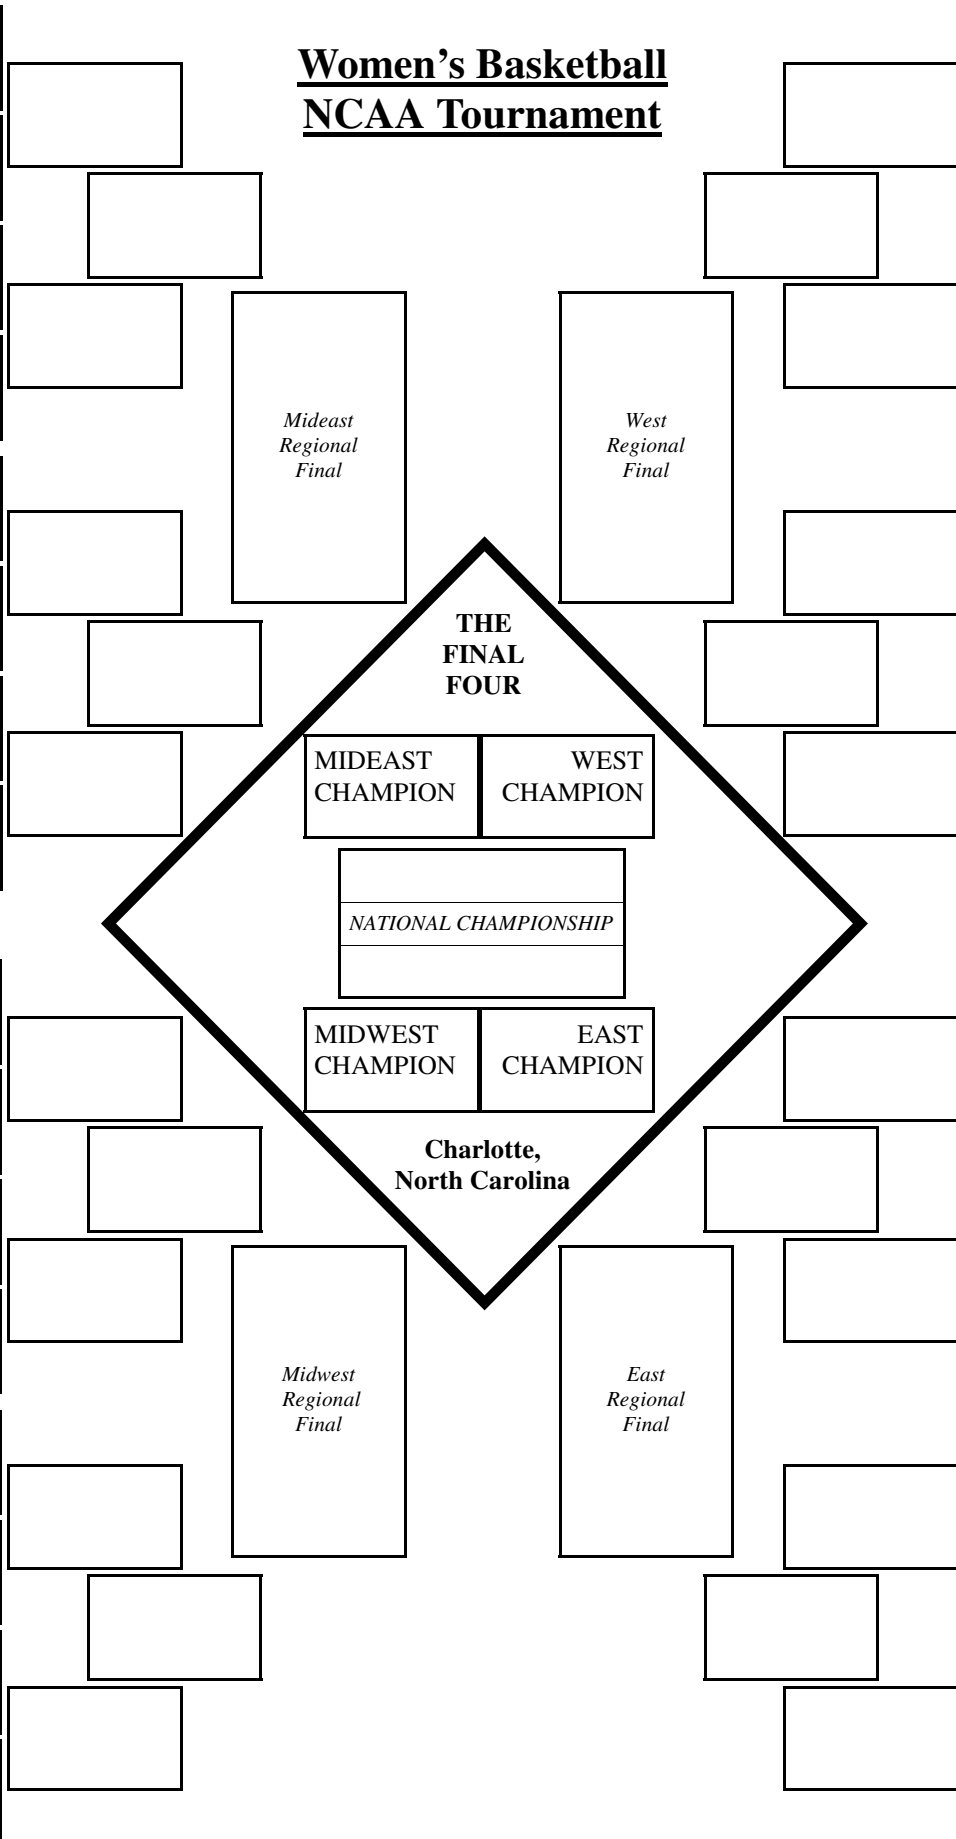 Women's Basketball
NCAA Tournament
Mideast
Regional
Final
West
Regional
Final
THE
FINAL
FOUR
MIDEAST
CHAMPION
WEST
CHAMPION
NATIONAL CHAMPIONSHIP
MIDWEST
CHAMPION
EAST
CHAMPION
Charlotte,
North Carolina
Midwest
Regional
Final
East
Regional
Final